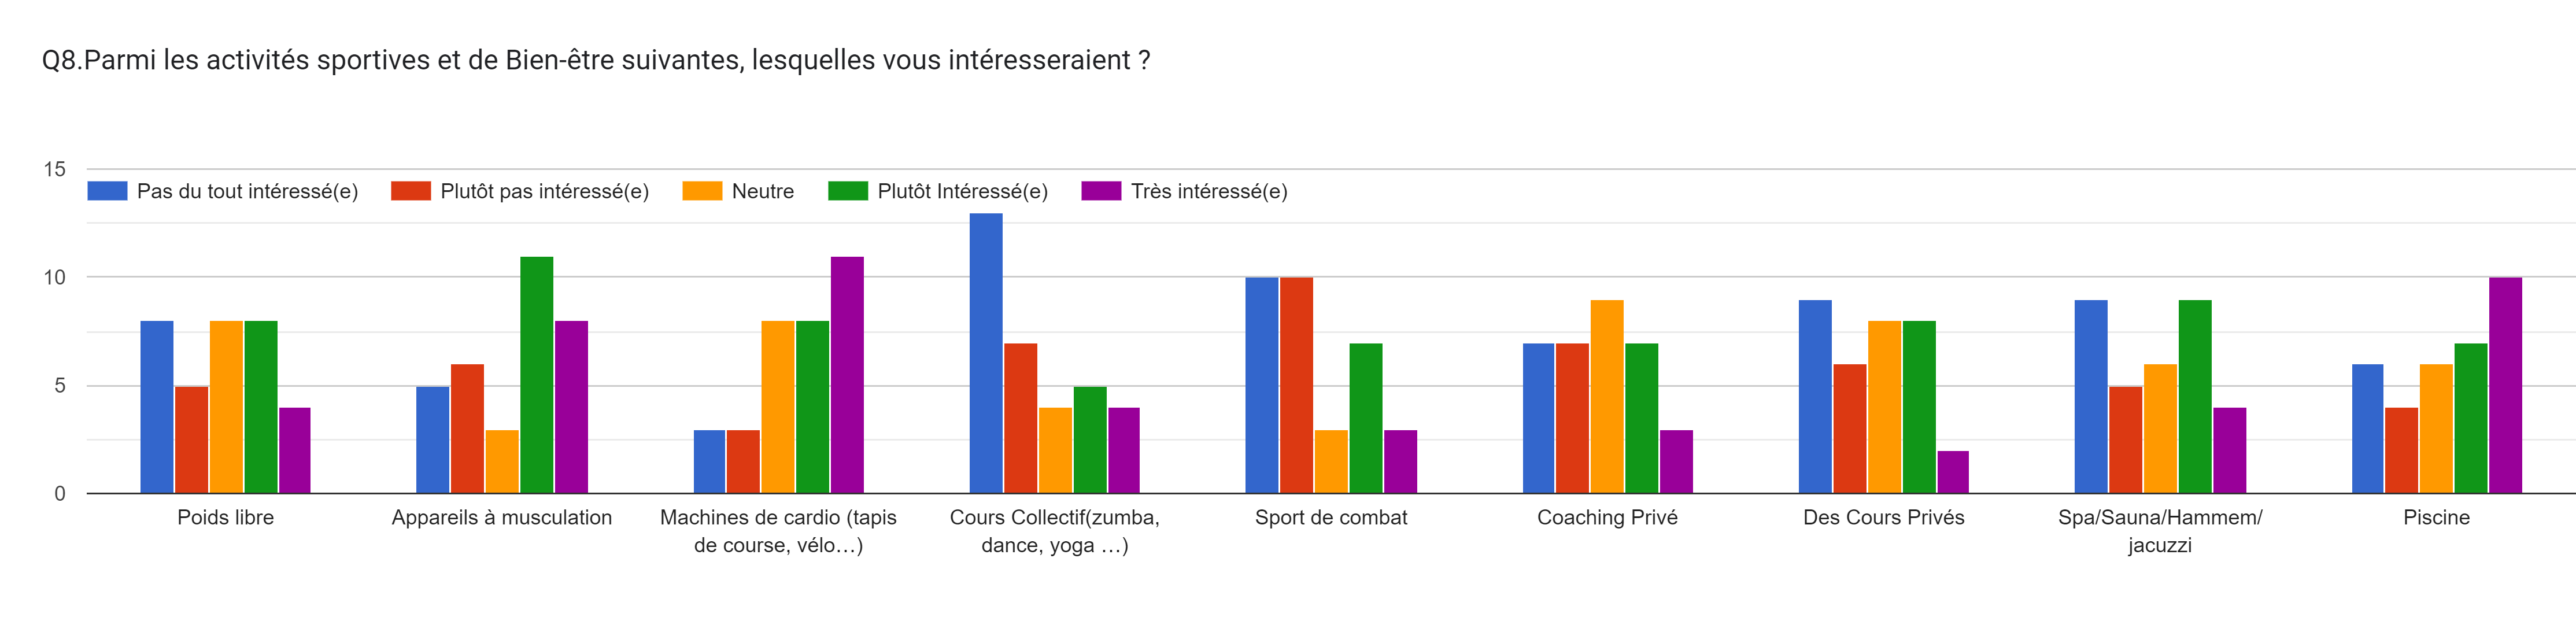 Q8.Parmi les activités sportives et de Bien-être suivantes, lesquelles vous intéresseraient ?
15
Pas du tout intéressé(e) Plutôt pas intéressé(e) Neutre Plutôt Intéressé(e) Très intéressé(e)
10
5
0
Poids libre
Appareils à musculation
Machines de cardio (tapis
de course, vélo…)
Cours Collectif(zumba,
dance, yoga …)
Sport de combat
Coaching Privé
Des Cours Privés
Spa/Sauna/Hammem/
jacuzzi
Piscine